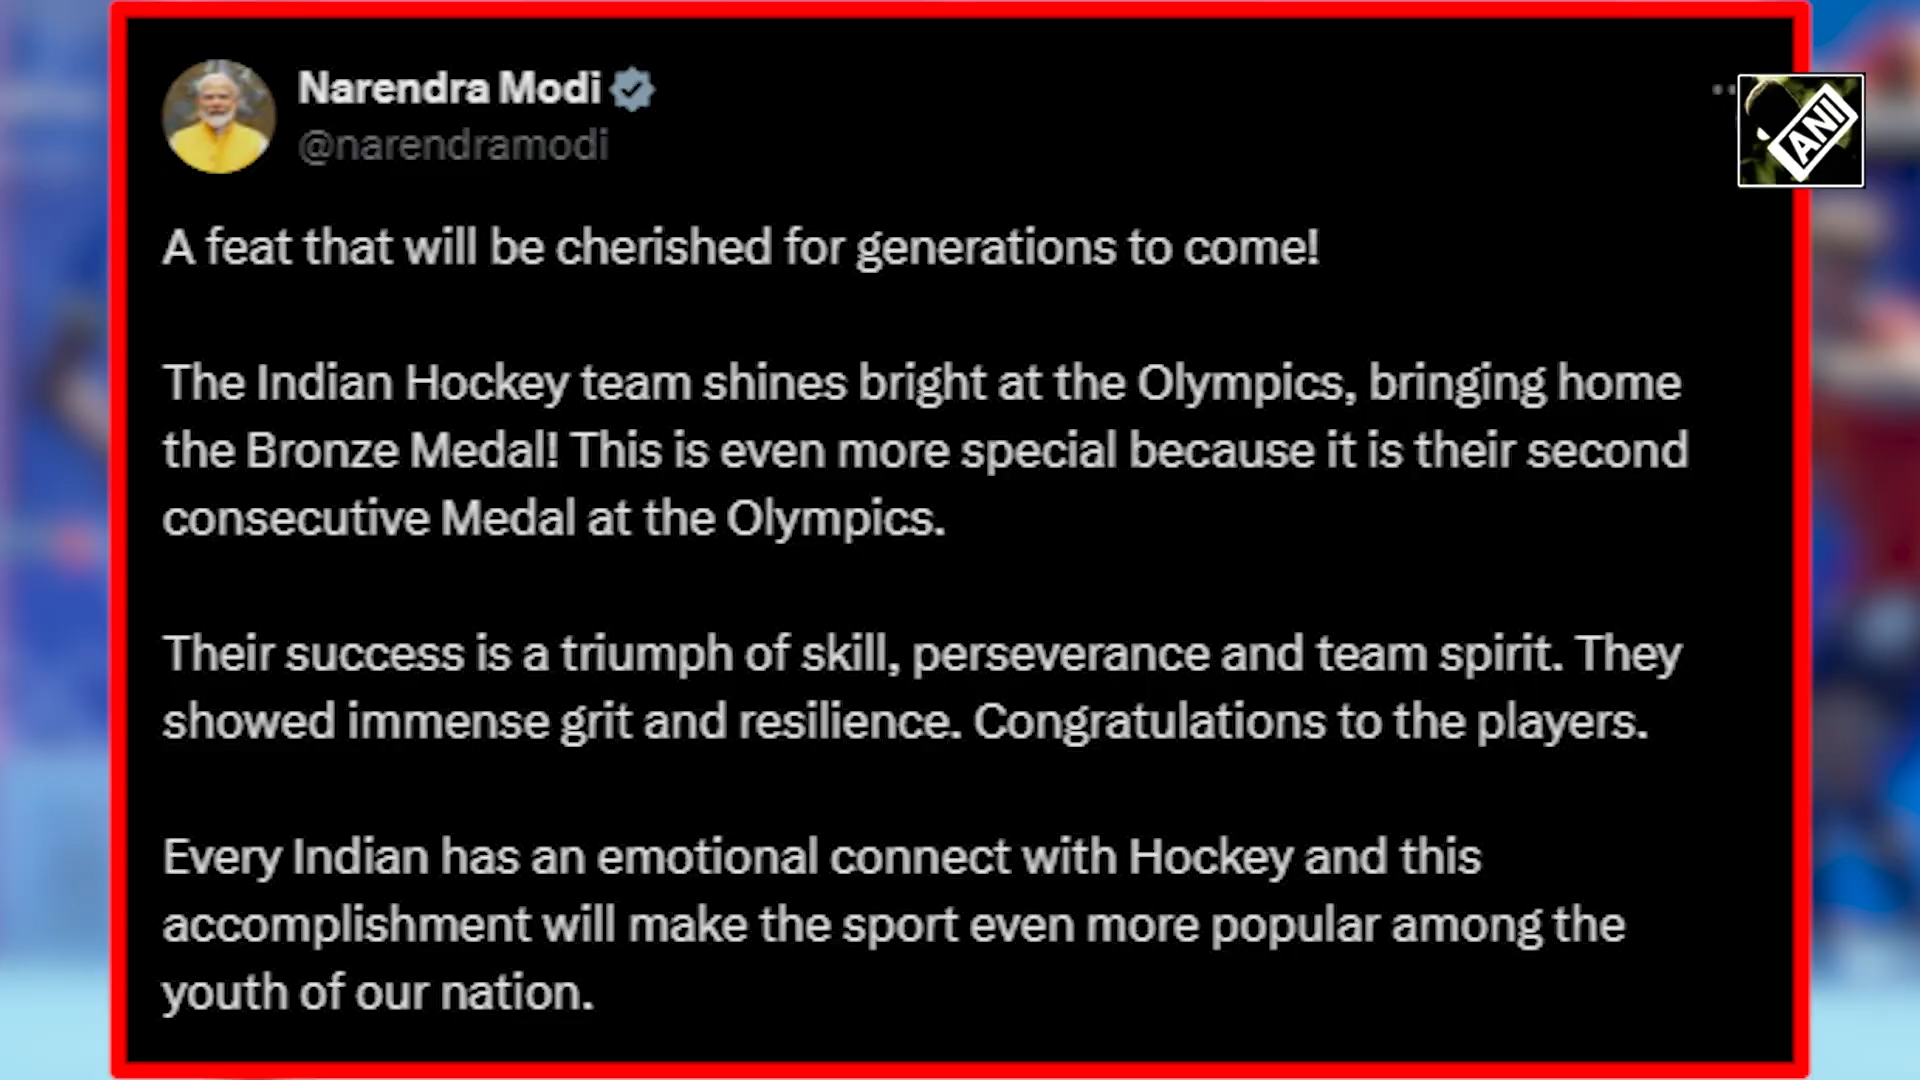 Narendra Modi
@narendramodi
ANI
A feat that will be cherished for generations to come!
The Indian Hockey team shines bright at the Olympics, bringing home
the Bronze Medal! This is even more special because it is their second
consecutive Medal at the Olympics.
Their success is a triumph of skill, perseverance and team spirit. They
showed immense grit and resilience. Congratulations to the players.
Every Indian has an emotional connect with Hockey and this
accomplishment will make the sport even more popular among the
youth of our nation.